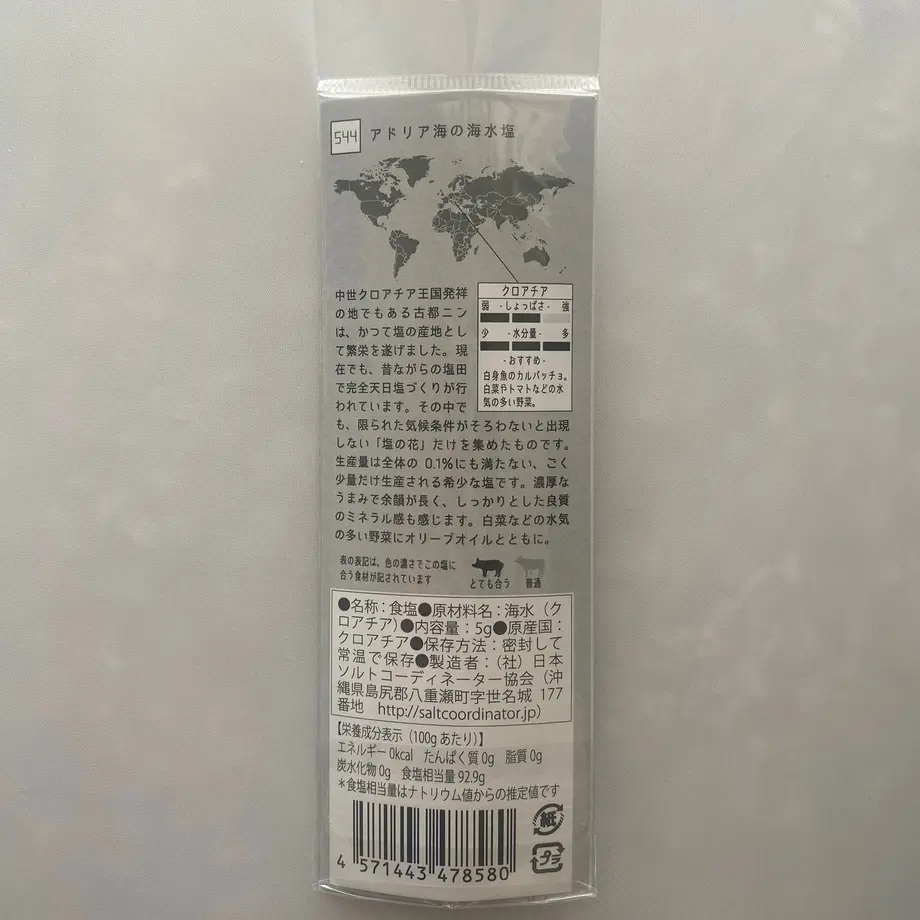 544 アドリア海の海水塩
中世クロアチア王国発祥
の地でもある古都ニン
は、かつて塩の産地とし
て繁栄を遂げました。現
在でも、昔ながらの塩田
で完全天日塩づくりが行
われています。その中で
も、限られた気候条件がそろわないと出現
しない「塩の花」だけを集めたものです。
生産量は全体の 0.1%にも満たない、ごく
少量だけ生産される希少な塩です。濃厚な
うまみで余韻が長く、しっかりとした良質
のミネラル感も感じます。白菜などの水気
の多い野菜にオリーブオイルとともに。
クロアチア
弱 -しょっぱさ- 強
少 -水分量- 多
-おすすめ-
白身魚のカルパッチョ。
白菜やトマトなどの水
気の多い野菜。
表の表記は、色の濃さでこの塩に
合う食材が記されています
とても合う 普通
●名称：食塩●原材料名：海水（ク
ロアチア）●内容量：5g●原産国：
クロアチア●保存方法：密封して
常温で保存●製造者：（社）日本
ソルトコーディネーター協会（沖
縄県島尻郡八重瀬町字世名城 177
番地 http://saltcoordinator.jp）
【栄養成分表示（100gあたり）】
エネルギー 0kcal たんぱく質 0g 脂質 0g
炭水化物 0g 食塩相当量 92.9g
＊食塩相当量はナトリウム値からの推定値です
4 571443 478580
紙
プラ